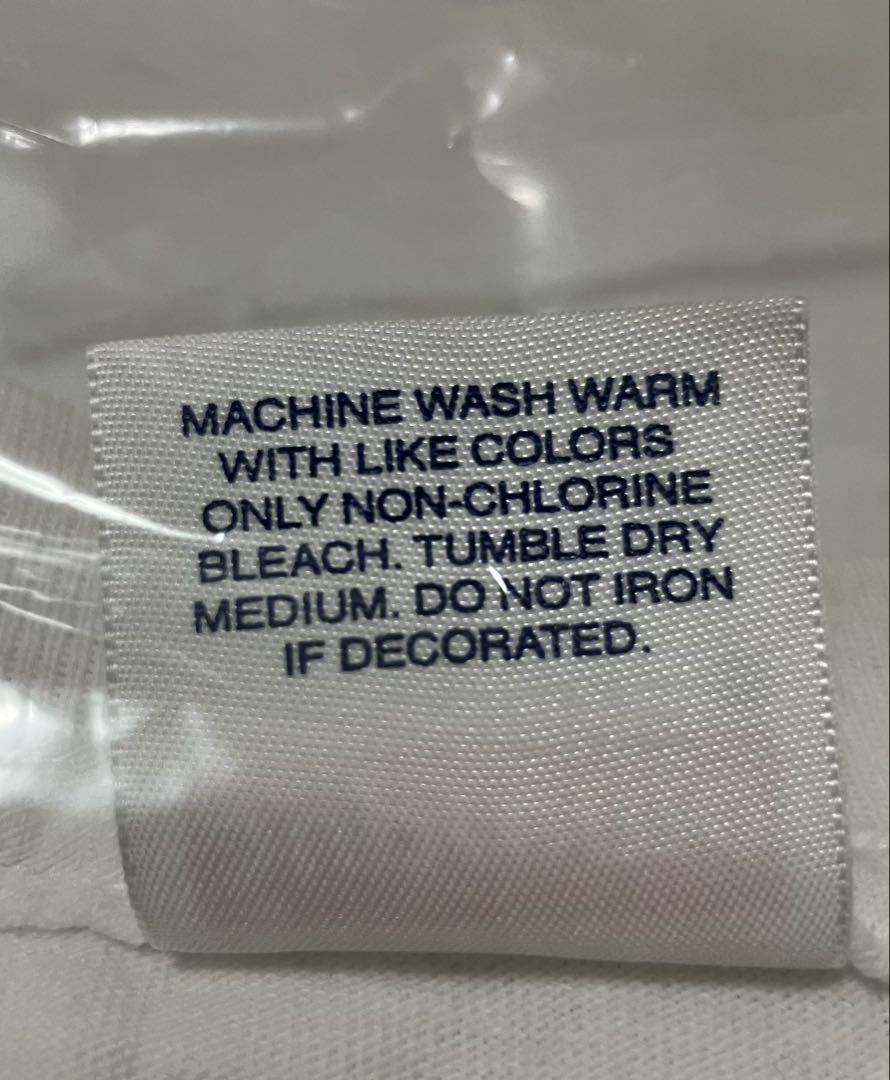 MACHINE WASH WARM
WITH LIKE COLORS
ONLY NON-CHLORINE
BLEACH. TUMBLE DRY
MEDIUM. DO NOT IRON
IF DECORATED.